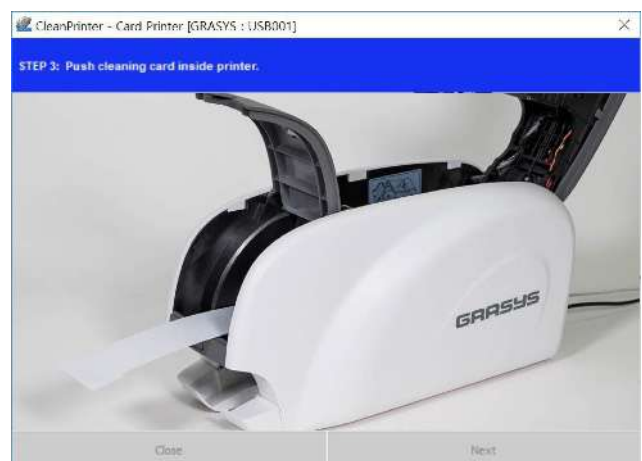 CleanPrinter - Card Printer [GRASYS : USB001]
STEP 3: Push cleaning card inside printer.
GRASYS
Close
Next